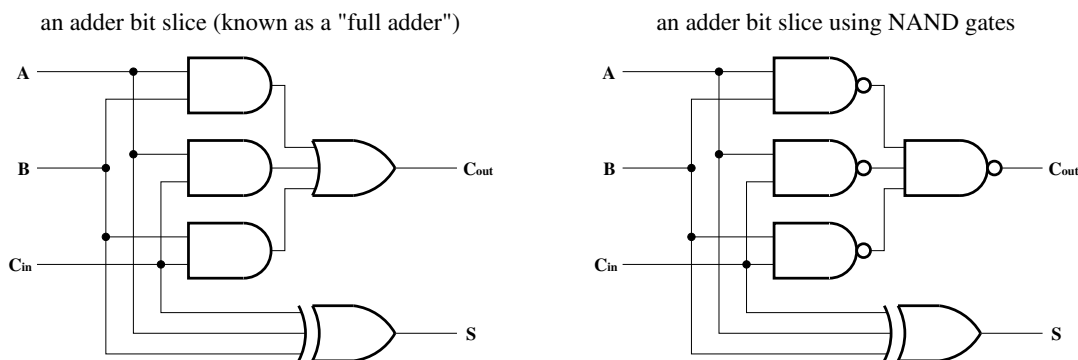 an adder bit slice (known as a "full adder")
A
B
Cin
Cout
S
an adder bit slice using NAND gates
A
B
Cin
Cout
S